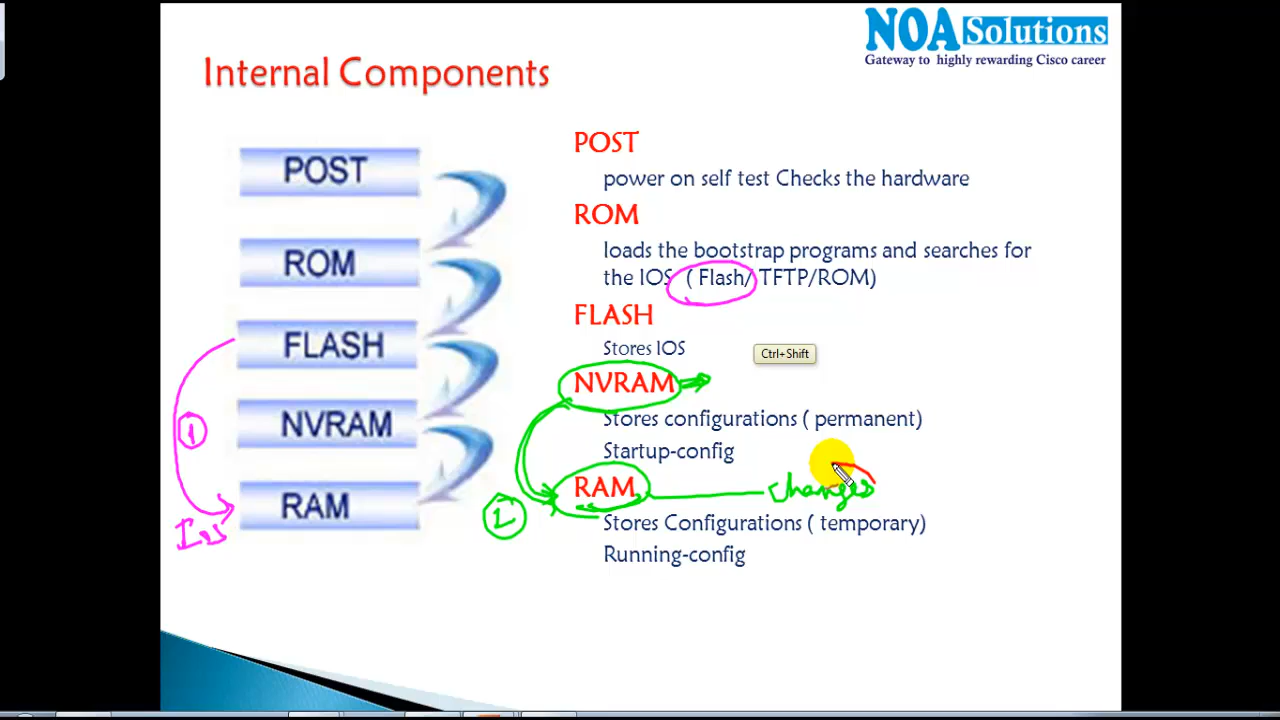 NOA Solutions
Gateway to highly rewarding Cisco career
Internal Components
POST
ROM
FLASH
NVRAM
RAM
1
Ios
POST
power on self test Checks the hardware
ROM
loads the bootstrap programs and searches for
the IOS ( Flash/ TFTP/ROM)
FLASH
Stores IOS
Ctrl+Shift
NVRAM
Stores configurations ( permanent)
Startup-config
RAM
changes
Stores Configurations ( temporary)
Running-config